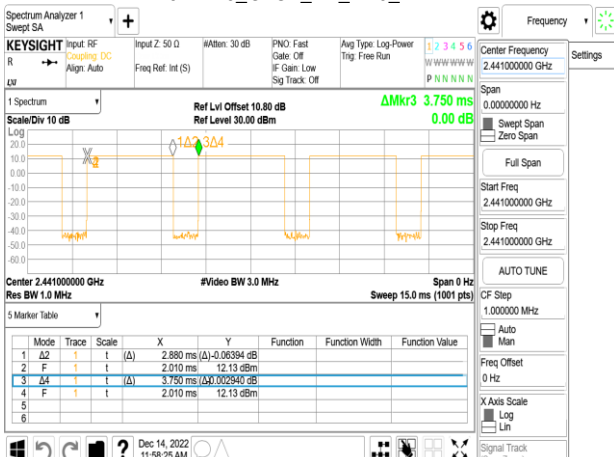 Spectrum Analyzer 1
Swept SA
Frequency
Settings
KEYSIGHT
R
LXI
Input: RF
Coupling: DC
Align: Auto
Input Z: 50 Ω
Freq Ref: Int (S)
#Atten: 30 dB
PNO: Fast
Gate: Off
IF Gain: Low
Sig Track: Off
Avg Type: Log-Power
Trig: Free Run
1 2 3 4 5 6
W W W W W W
P N N N N N
1 Spectrum
Scale/Div 10 dB
Ref Lvl Offset 10.80 dB
Ref Level 30.00 dBm
ΔMkr3 3.750 ms
0.00 dB
Log
20.0
10.0
0.00
-10.0
-20.0
-30.0
-40.0
-50.0
-60.0
1Δ2
3Δ4
Center 2.441000000 GHz
Res BW 1.0 MHz
#Video BW 3.0 MHz
Span 0 Hz
Sweep 15.0 ms (1001 pts)
5 Marker Table
Mode Trace Scale X Y Function Function Width Function Value
1 Δ2 1 t (Δ) 2.880 ms (Δ) -0.06394 dB
2 F 1 t 2.010 ms 12.13 dBm
3 Δ4 1 t (Δ) 3.750 ms (Δ) 0.002940 dB
4 F 1 t 2.010 ms 12.13 dBm
5
6
Dec 14, 2022
11:58:25 AM
Center Frequency
2.441000000 GHz
Span
0.00000000 Hz
Swept Span
Zero Span
Full Span
Start Freq
2.441000000 GHz
Stop Freq
2.441000000 GHz
AUTO TUNE
CF Step
1.000000 MHz
Auto
Man
Freq Offset
0 Hz
X Axis Scale
Log
Lin
Signal Track